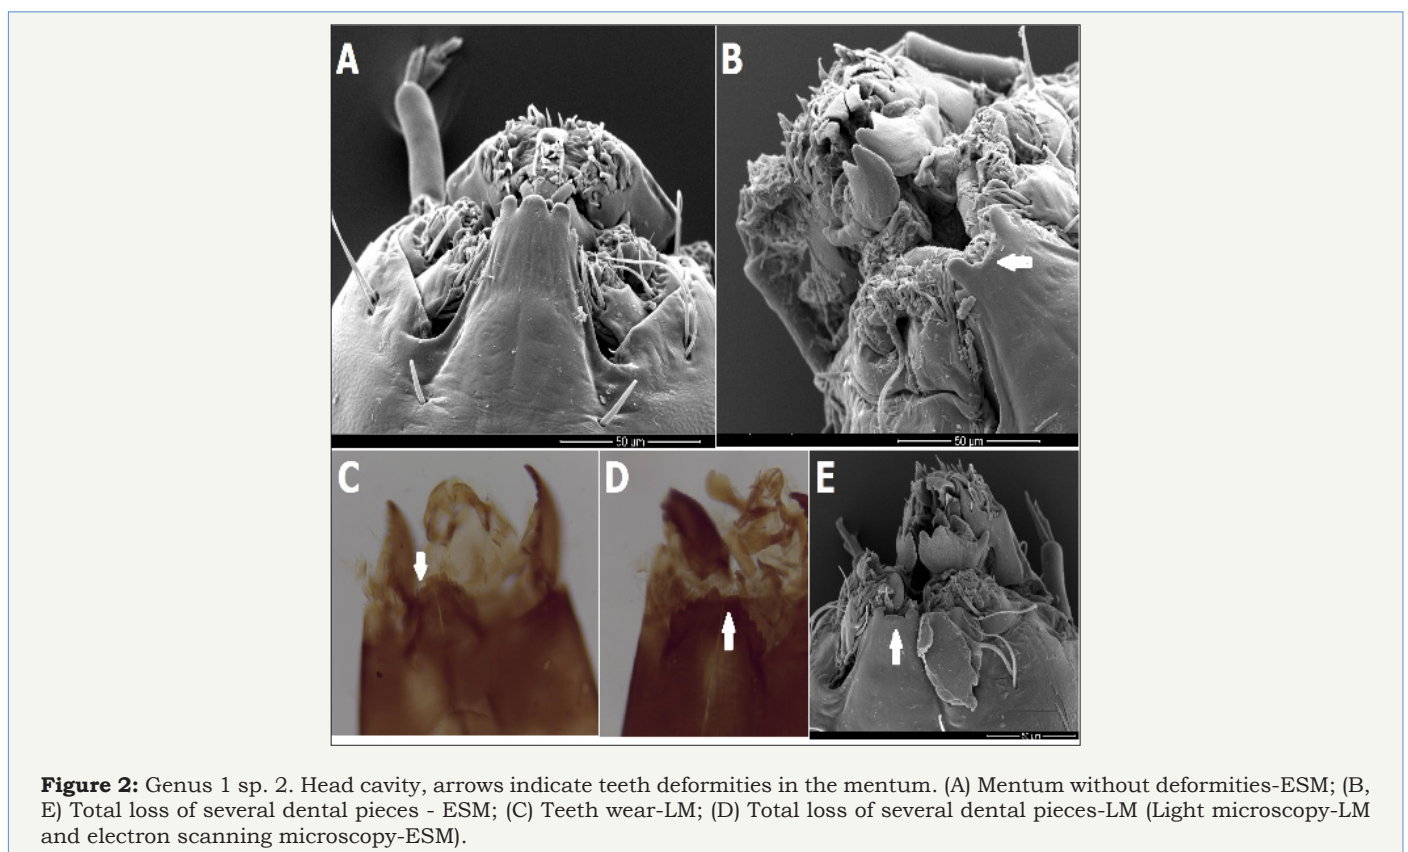 A
B
50 µm
50 µm
C
D
E
50 µm
Figure 2: Genus 1 sp. 2. Head cavity, arrows indicate teeth deformities in the mentum. (A) Mentum without deformities-ESM; (B,
E) Total loss of several dental pieces - ESM; (C) Teeth wear-LM; (D) Total loss of several dental pieces-LM (Light microscopy-LM
and electron scanning microscopy-ESM).